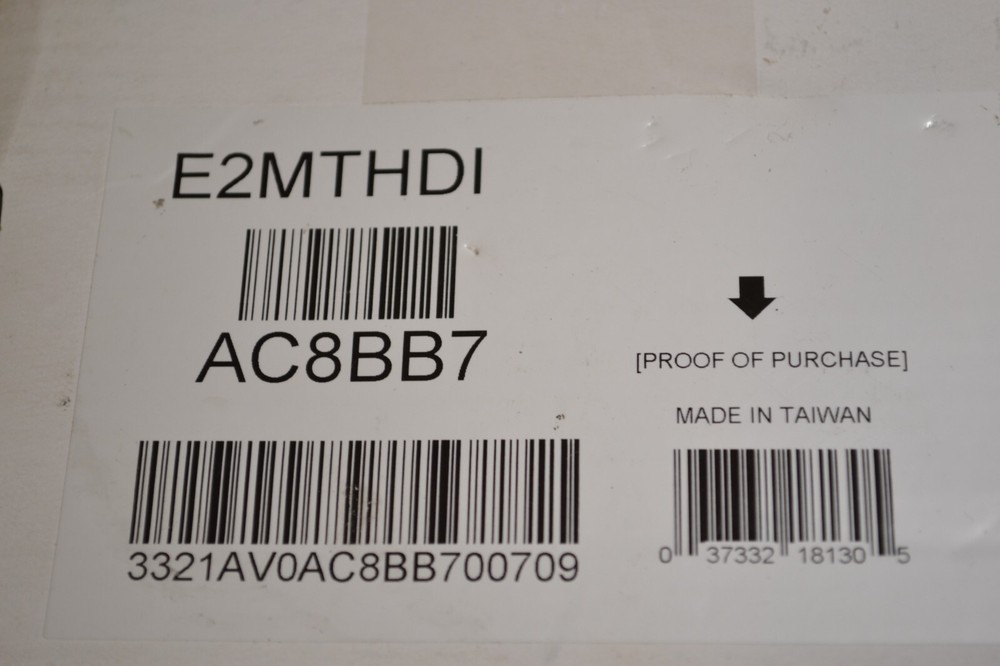 E2MTHDI
AC8BB7
3321AV0AC8BB700709
[PROOF OF PURCHASE]
MADE IN TAIWAN
0 37332 18130 5